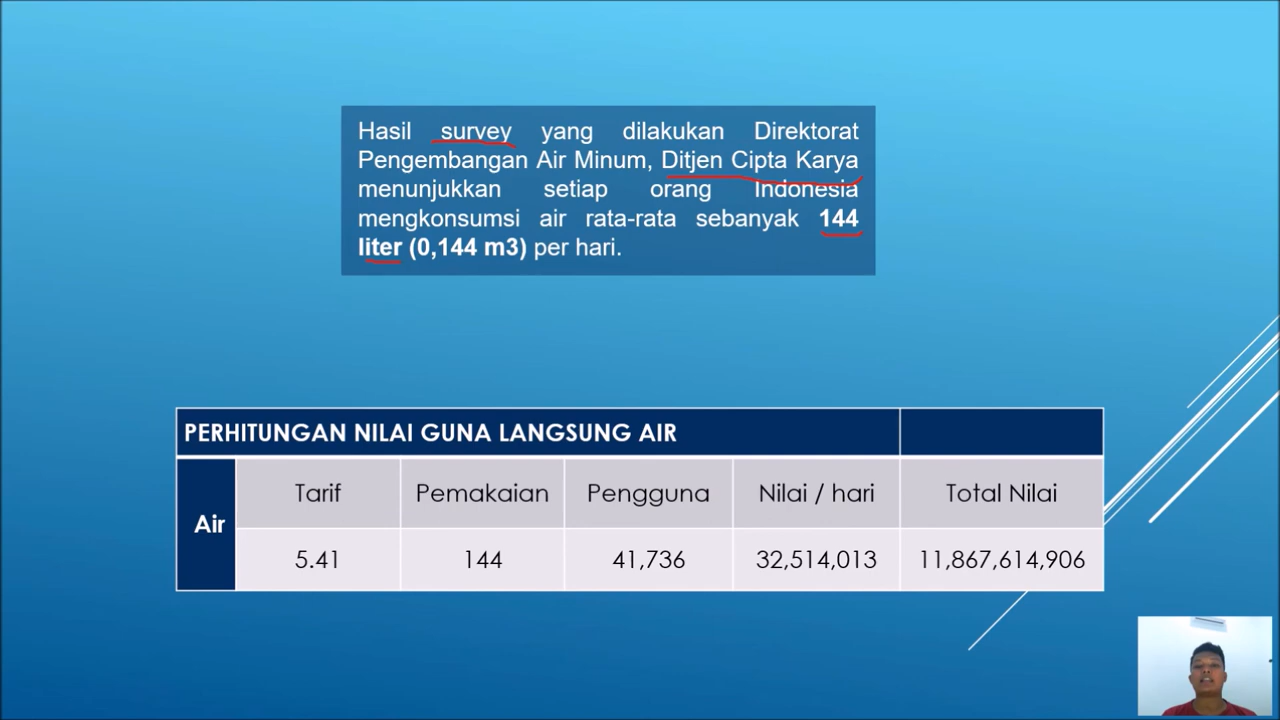 Hasil survey yang dilakukan Direktorat
Pengembangan Air Minum, Ditjen Cipta Karya
menunjukkan setiap orang Indonesia
mengkonsumsi air rata-rata sebanyak 144
liter (0,144 m3) per hari.
PERHITUNGAN NILAI GUNA LANGSUNG AIR
Air
Tarif Pemakaian Pengguna Nilai / hari Total Nilai
5.41 144 41,736 32,514,013 11,867,614,906